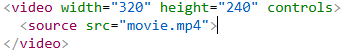 <video width="320" height="240" controls>
  <source src="movie.mp4">
</video>